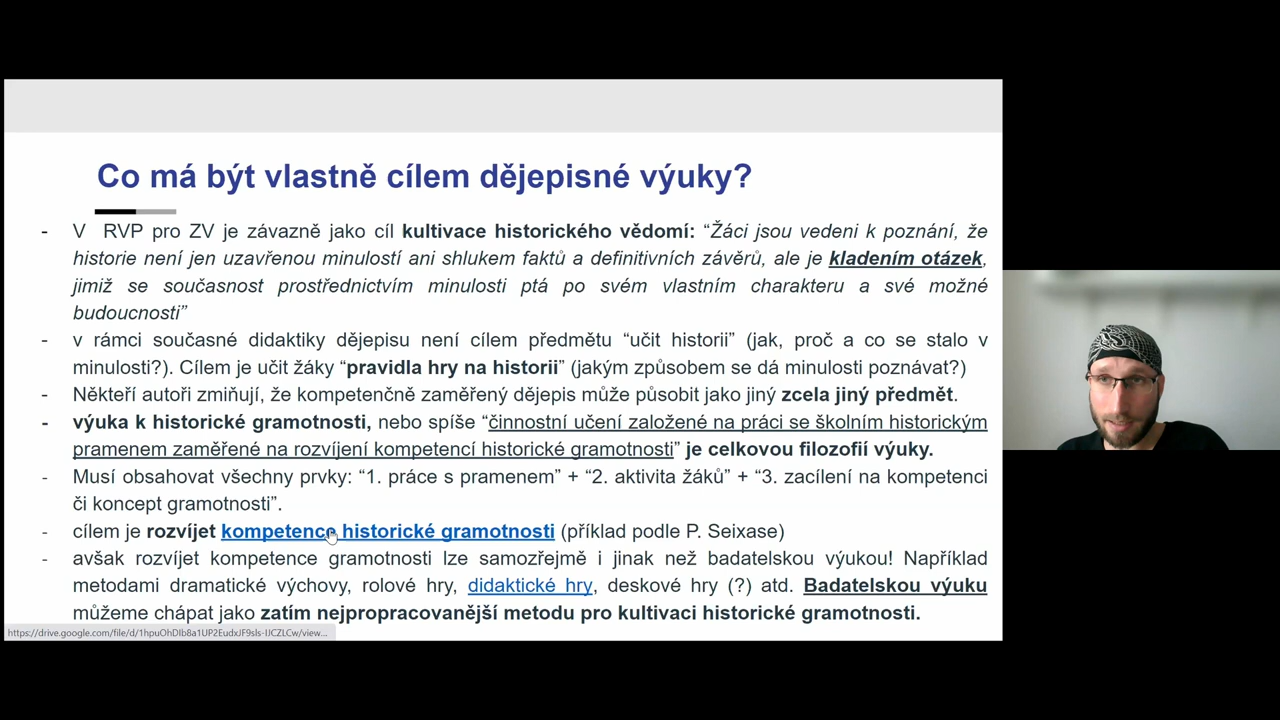 Co má být vlastně cílem dějepisné výuky?
- V RVP pro ZV je závazně jako cíl kultivace historického vědomí: “Žáci jsou vedeni k poznání, že
historie není jen uzavřenou minulostí ani shlukem faktů a definitivních závěrů, ale je kladením otázek,
jimiž se současnost prostřednictvím minulosti ptá po svém vlastním charakteru a své možné
budoucnosti”
- v rámci současné didaktiky dějepisu není cílem předmětu “učit historii” (jak, proč a co se stalo v
minulosti?). Cílem je učit žáky “pravidla hry na historii” (jakým způsobem se dá minulosti poznávat?)
- Někteří autoři zmiňují, že kompetenčně zaměřený dějepis může působit jako jiný zcela jiný předmět.
- výuka k historické gramotnosti, nebo spíše “činnostní učení založené na práci se školním historickým
pramenem zaměřené na rozvíjení kompetencí historické gramotnosti” je celkovou filozofií výuky.
- Musí obsahovat všechny prvky: “1. práce s pramenem” + “2. aktivita žáků” + “3. zacílení na kompetenci
či koncept gramotnosti”.
- cílem je rozvíjet kompetence historické gramotnosti (příklad podle P. Seixase)
- avšak rozvíjet kompetence gramotnosti lze samozřejmě i jinak než badatelskou výukou! Například
metodami dramatické výchovy, rolové hry, didaktické hry, deskové hry (?) atd. Badatelskou výuku
můžeme chápat jako zatím nejpropracovanější metodu pro kultivaci historické gramotnosti.